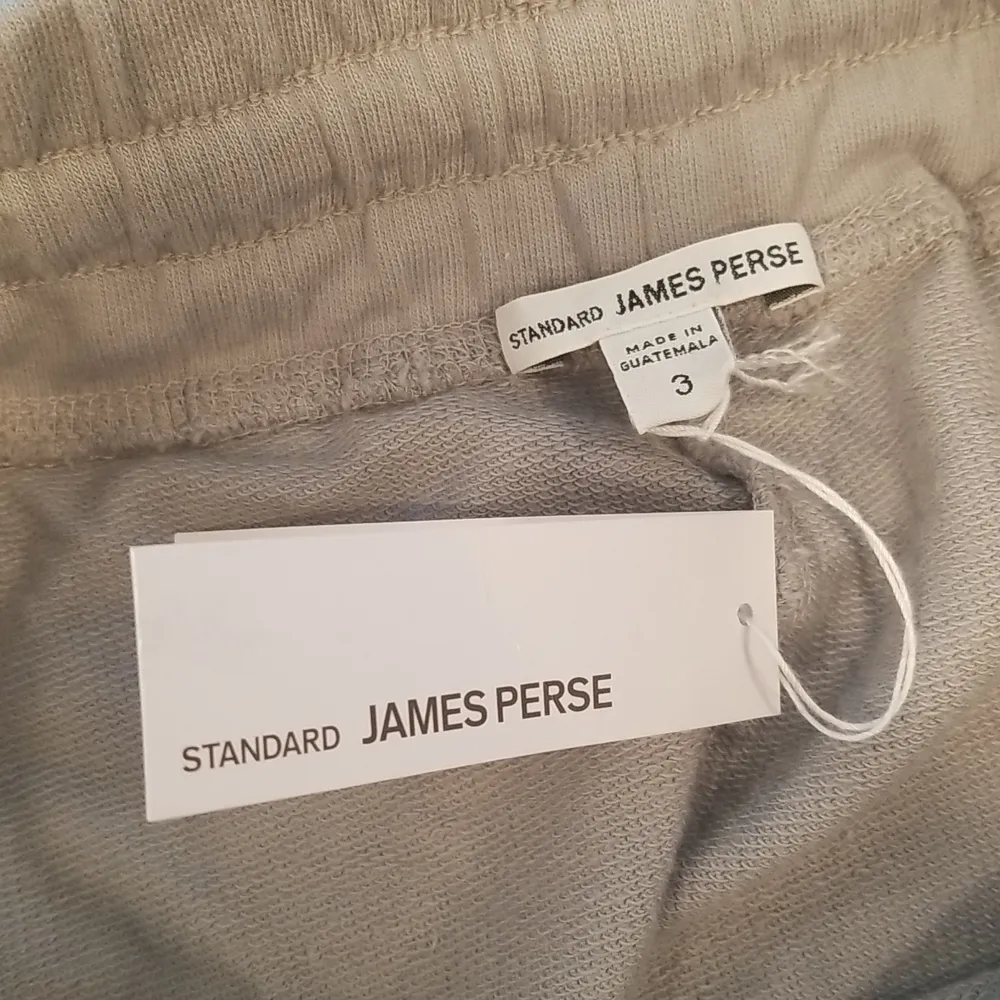 STANDARD JAMES PERSE
MADE IN
GUATEMALA
3
STANDARD JAMES PERSE